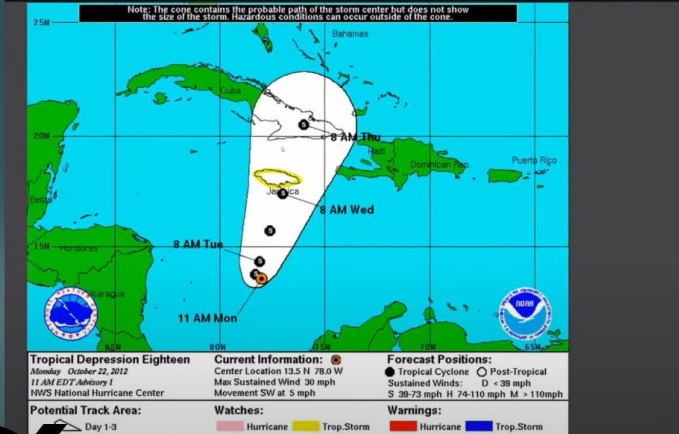 Note: The cone contains the probable path of the storm center but does not show
the size of the storm. Hazardous conditions can occur outside of the cone.
25N
Bahamas
Cuba
S
20N
8 AM Thu
Haiti
Dominican Rep.
Puerto Rico
Jamaica
S
8 AM Wed
Belize
S
8 AM Tue
15N
Honduras
S
S
Nicaragua
NOAA
11 AM Mon
85W
80W
75W
70W
65W
Tropical Depression Eighteen
Monday October 22, 2012
11 AM EDT Advisory 1
NWS National Hurricane Center
Current Information:
Center Location 13.5 N 78.0 W
Max Sustained Wind 30 mph
Movement SW at 5 mph
Forecast Positions:
Tropical Cyclone Post-Tropical
Sustained Winds: D < 39 mph
S 39-73 mph H 74-110 mph M > 110mph
Potential Track Area:
Day 1-3
Watches:
Hurricane Trop.Storm
Warnings:
Hurricane Trop.Storm